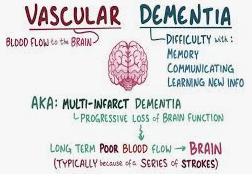 VASCULAR DEMENTIA
BLOOD FLOW to the BRAIN
DIFFICULTY with:
MEMORY
COMMUNICATING
LEARNING NEW INFO
AKA: MULTI-INFARCT DEMENTIA
PROGRESSIVE LOSS OF BRAIN FUNCTION
LONG TERM POOR BLOOD FLOW → BRAIN
(TYPICALLY because of a SERIES of STROKES)